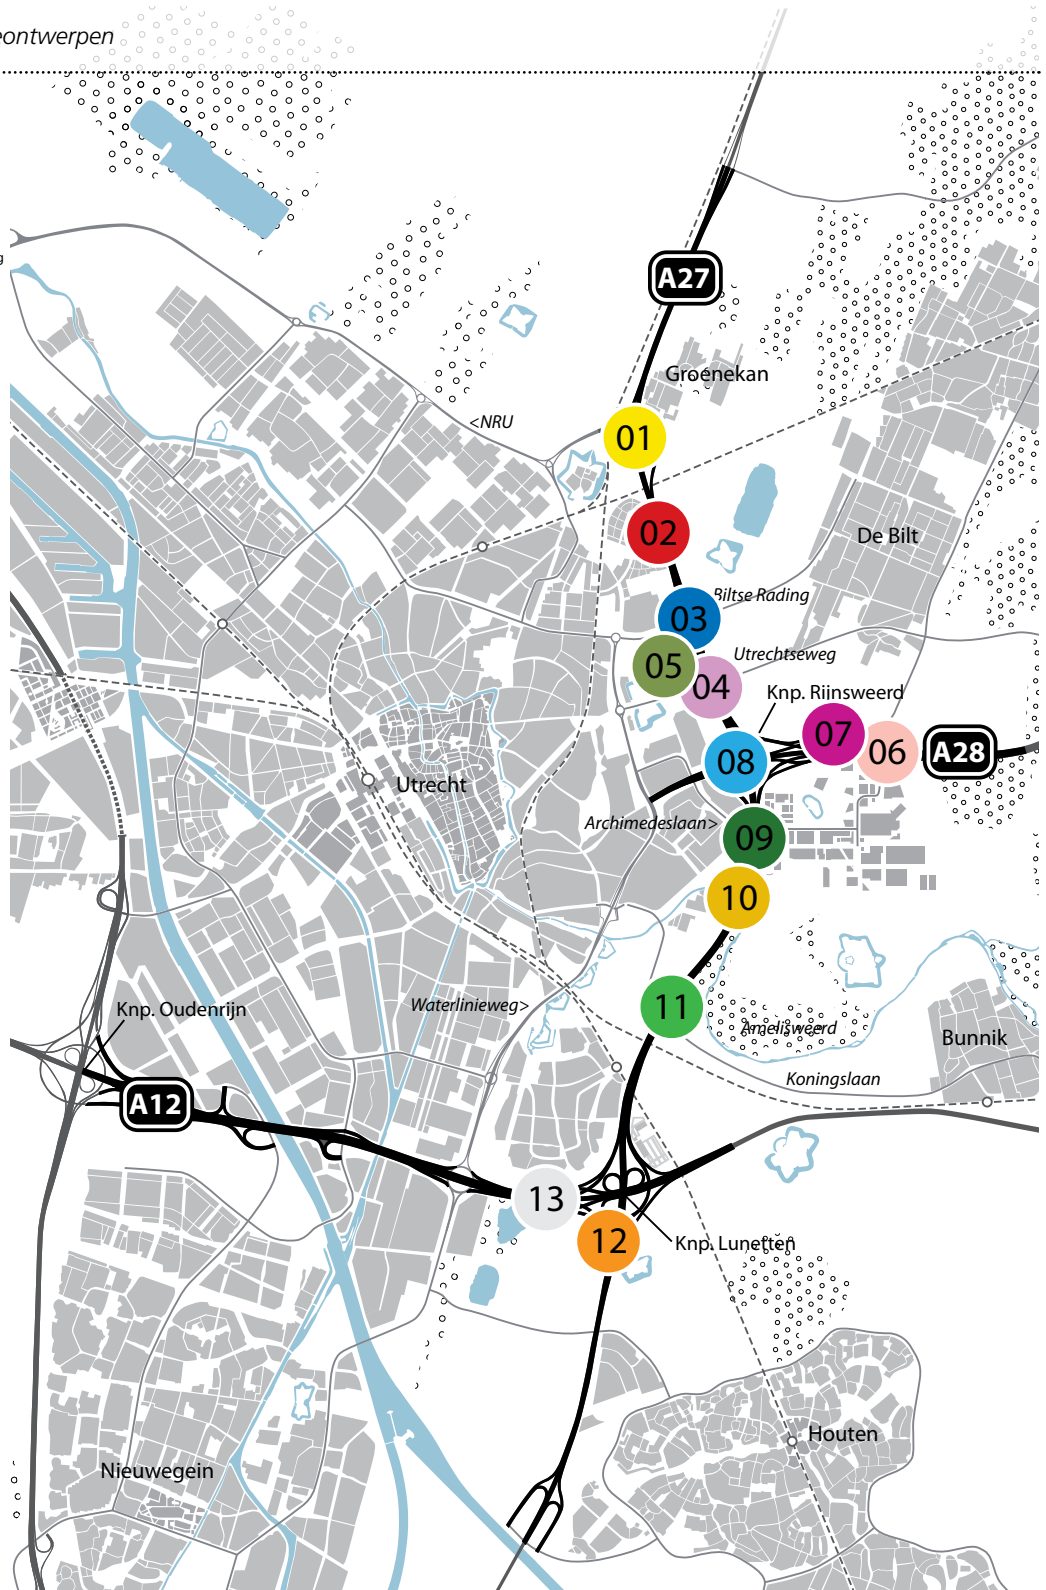 eontwerpen
g
A27
Groenekan
<NRU
01
02
De Bilt
Biltse Rading
03
Utrechtseweg
05
04
Knp. Rijnsweerd
07
06
A28
08
Utrecht
Archimedeslaan>
09
10
Waterlinieweg>
11
Knp. Oudenrijn
Amelisweerd
Bunnik
Koningslaan
A12
13
12
Knp. Lunetten
Houten
Nieuwegein